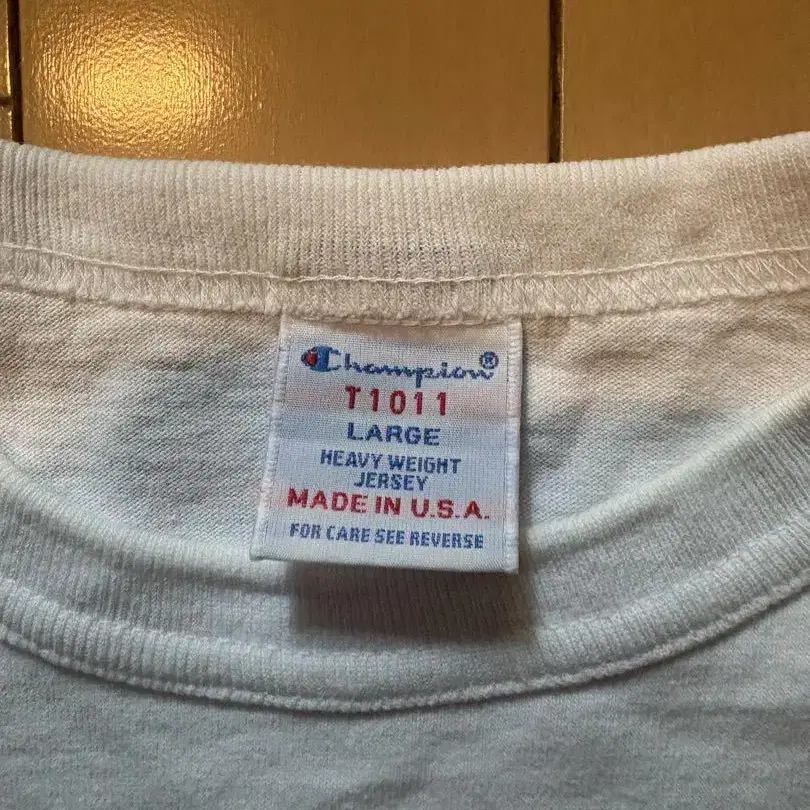 Champion®
T1011
LARGE
HEAVY WEIGHT
JERSEY
MADE IN U.S.A.
FOR CARE SEE REVERSE